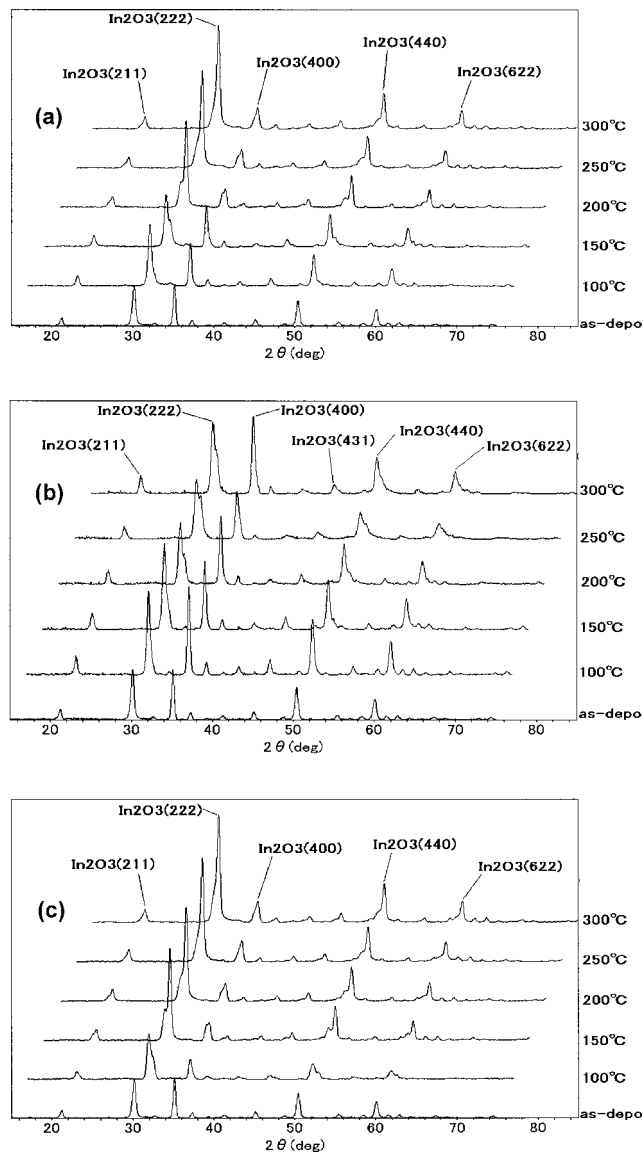 In2O3(222)
In2O3(400)
In2O3(440)
In2O3(622)
In2O3(211)
(a)
300℃
250℃
200℃
150℃
100℃
as-depo
20 30 40 50 60 70 80
2 θ (deg)
In2O3(222)
In2O3(400)
In2O3(211)
In2O3(431)
In2O3(440)
In2O3(622)
(b)
300℃
250℃
200℃
150℃
100℃
as-depo
20 30 40 50 60 70 80
2 θ (deg)
In2O3(222)
In2O3(211)
In2O3(400)
In2O3(440)
In2O3(622)
(c)
300℃
250℃
200℃
150℃
100℃
as-depo
20 30 40 50 60 70 80
2 θ (deg)